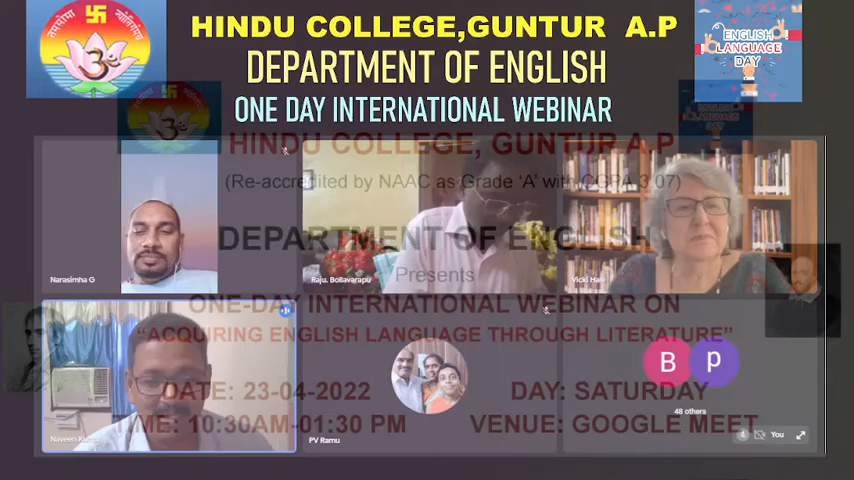 HINDU COLLEGE,GUNTUR A.P
DEPARTMENT OF ENGLISH
ONE DAY INTERNATIONAL WEBINAR
ENGLISH
LANGUAGE
DAY
HINDU COLLEGE, GUNTUR A.P
(Re-accredited by NAAC as Grade 'A' with CGPA 3.07)
DEPARTMENT OF ENGLISH
Presents
ONE-DAY INTERNATIONAL WEBINAR ON
"ACQUIRING ENGLISH LANGUAGE THROUGH LITERATURE"
DATE: 23-04-2022 DAY: SATURDAY
TIME: 10:30AM-01:30 PM VENUE: GOOGLE MEET
Narasimha G
Raju. Bollavarapu
Vicki
Naveen
PV Ramu
B p
48 others
You